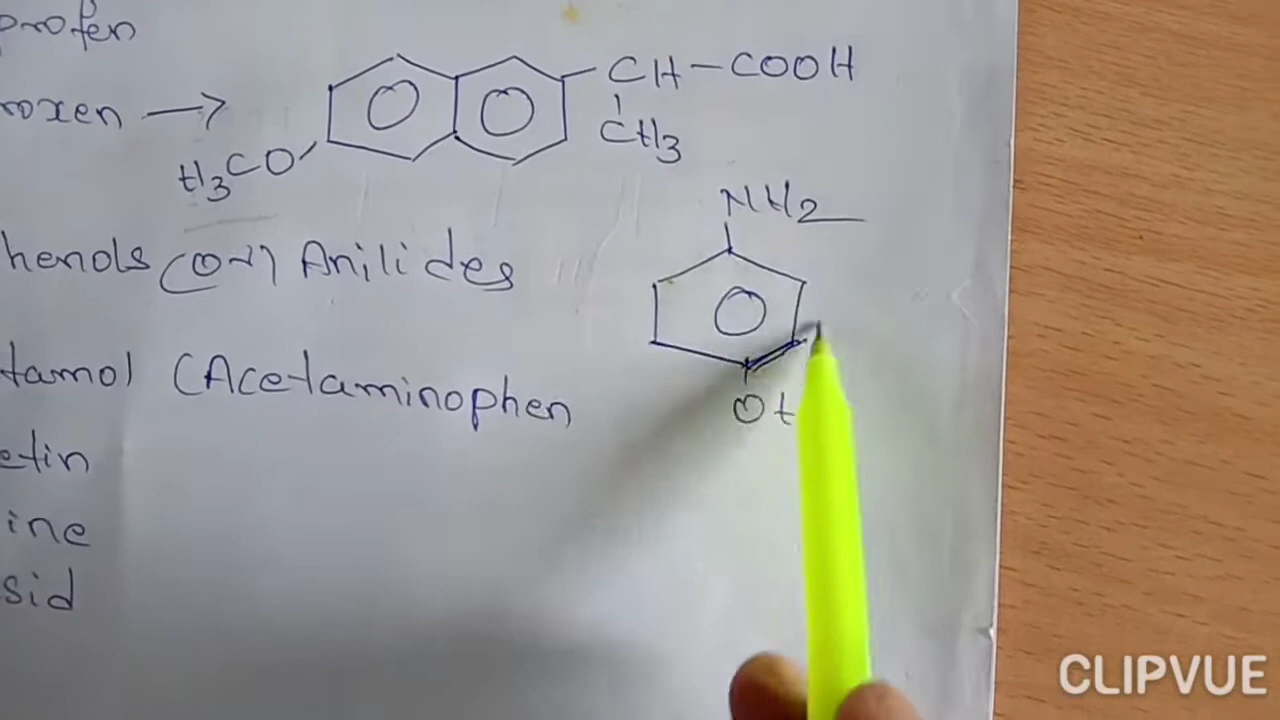 profen
roxen → CH-COOH
CH3
H3CO
NH2
henols (or) Anilides
tamol (Acetaminophen
OH
etin
ine
sid
CLIPVUE